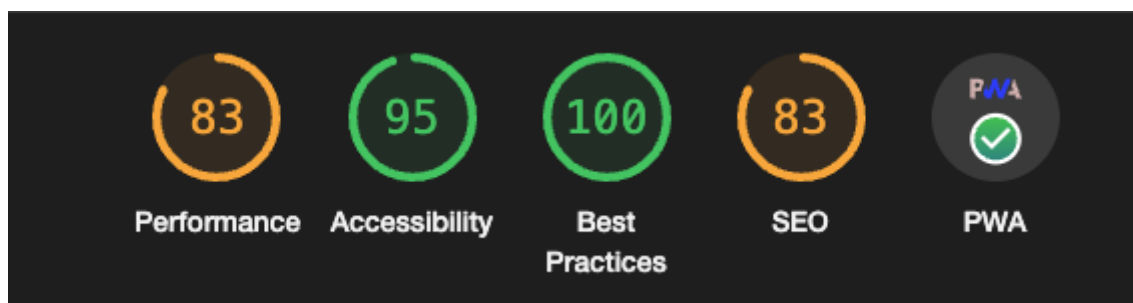 83
95
100
83
PWA
Performance
Accessibility
Best
Practices
SEO
PWA